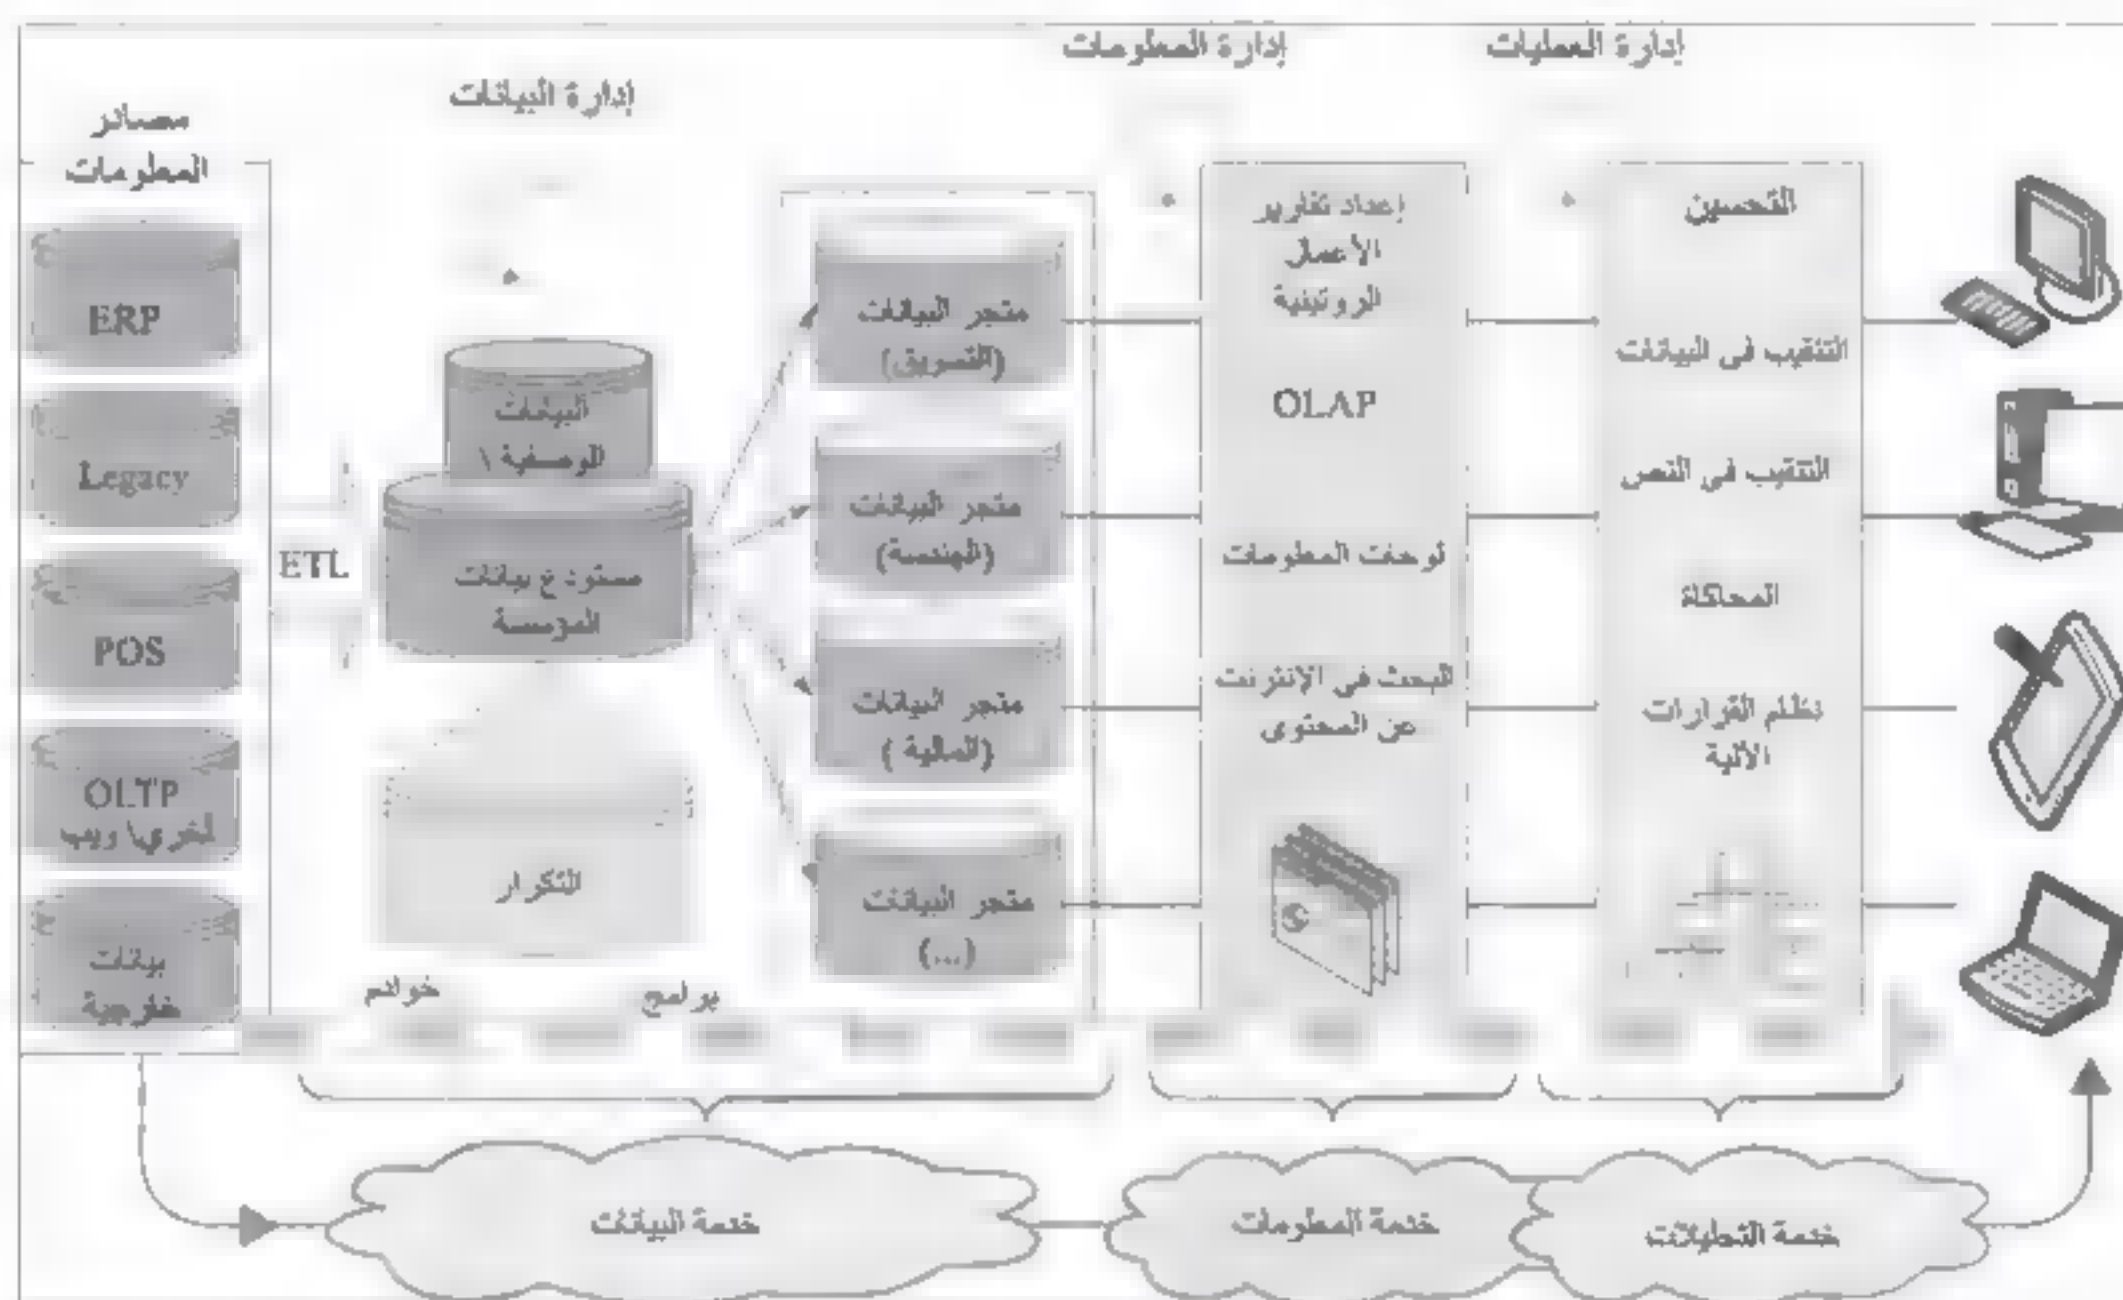 إدارة المعلومات
إدارة العمليات
إدارة البيانات
مصادر
المعلومات
ERP
Legacy
POS
OLTP
أخرى\ ويب
بيانات
خارجية
ETL
البيانات
الوصفية \
مستودع بيانات
المؤسسة
التكرار
خوادم
برامج
متجر البيانات
(التسويق)
متجر البيانات
(الهندسة)
متجر البيانات
(المالية )
متجر البيانات
(...)
إعداد تقارير
الأعمال
الروتينية
OLAP
لوحات المعلومات
البحث في الإنترنت
عن المحتوى
التحسين
التنقيب في البيانات
التنقيب في النص
المحاكاة
نظم القرارات
الآلية
خدمة البيانات
خدمة المعلومات
خدمة التحليلات